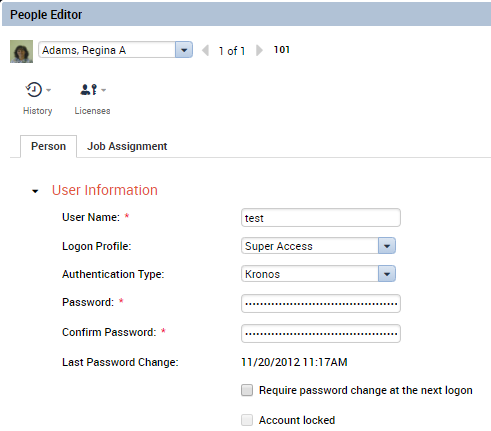 People Editor
Adams, Regina A 1 of 1 101
History Licenses
Person Job Assignment
User Information
User Name: * test
Logon Profile: Super Access
Authentication Type: Kronos
Password: * ••••••••••••••••••••••••••••••••••••••••
Confirm Password: * ••••••••••••••••••••••••••••••••••••••••
Last Password Change: 11/20/2012 11:17AM
Require password change at the next logon
Account locked